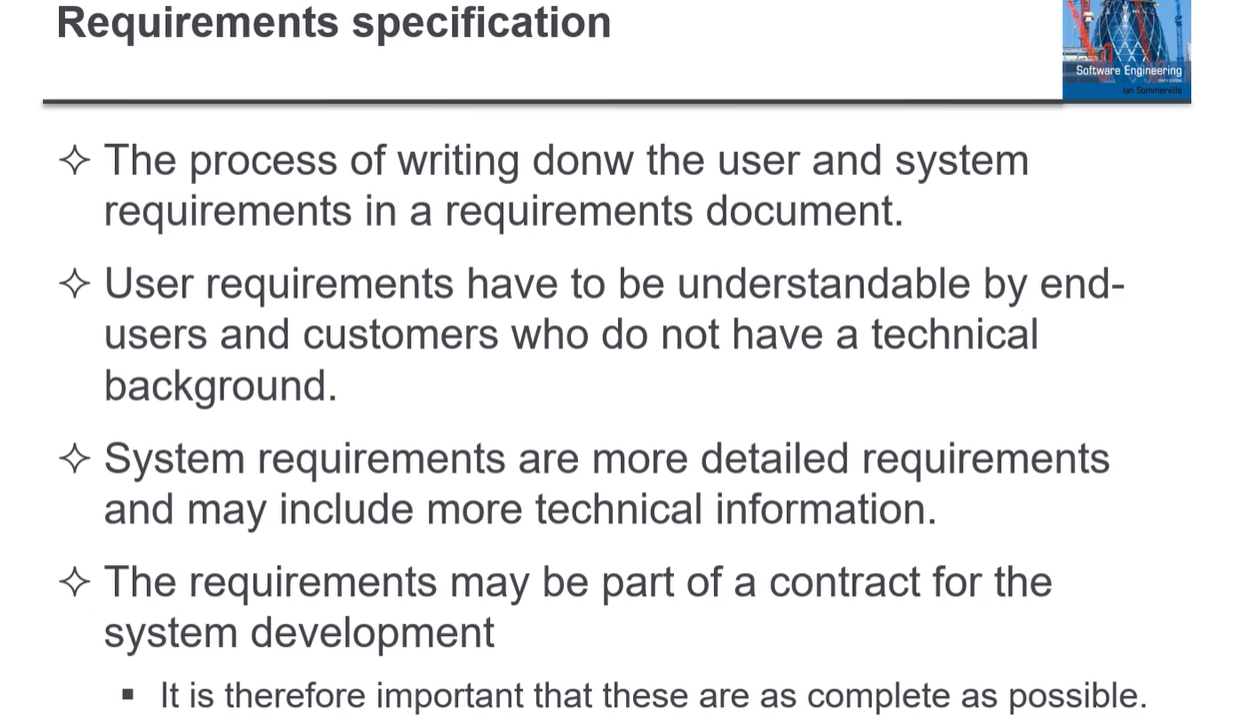 Requirements specification
Software Engineering
Ian Sommerville
✧ The process of writing donw the user and system
requirements in a requirements document.
✧ User requirements have to be understandable by end-
users and customers who do not have a technical
background.
✧ System requirements are more detailed requirements
and may include more technical information.
✧ The requirements may be part of a contract for the
system development
▪ It is therefore important that these are as complete as possible.